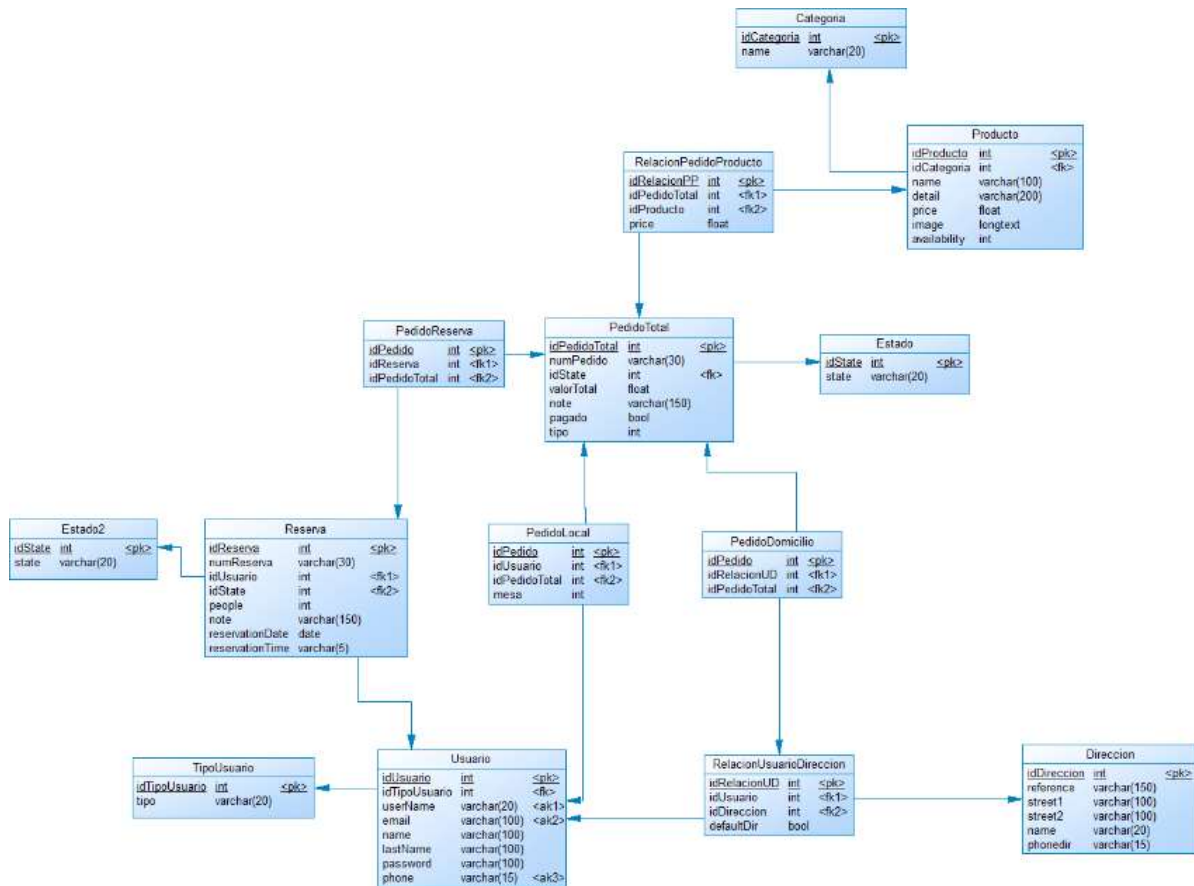 Categoria
idCategoria int <pk>
name varchar(20)
Producto
idProducto int <pk>
idCategoria int <fk>
name varchar(100)
detail varchar(200)
price float
image longtext
availability int
RelacionPedidoProducto
idRelacionPP int <pk>
idPedidoTotal int <fk1>
idProducto int <fk2>
price float
PedidoReserva
idPedido int <pk>
idReserva int <fk1>
idPedidoTotal int <fk2>
PedidoTotal
idPedidoTotal int <pk>
numPedido varchar(30)
idState int <fk>
valorTotal float
note varchar(150)
pagado bool
tipo int
Estado
idState int <pk>
state varchar(20)
Estado2
idState int <pk>
state varchar(20)
Reserva
idReserva int <pk>
numReserva varchar(30)
idUsuario int <fk1>
idState int <fk2>
people int
note varchar(150)
reservationDate date
reservationTime varchar(5)
PedidoLocal
idPedido int <pk>
idUsuario int <fk1>
idPedidoTotal int <fk2>
mesa int
PedidoDomicilio
idPedido int <pk>
idRelacionUD int <fk1>
idPedidoTotal int <fk2>
TipoUsuario
idTipoUsuario int <pk>
tipo varchar(20)
Usuario
idUsuario int <pk>
idTipoUsuario int <fk>
userName varchar(20) <ak1>
email varchar(100) <ak2>
name varchar(100)
lastName varchar(100)
password varchar(100)
phone varchar(15) <ak3>
RelacionUsuarioDireccion
idRelacionUD int <pk>
idUsuario int <fk1>
idDireccion int <fk2>
defaultDir bool
Direccion
idDireccion int <pk>
reference varchar(150)
street1 varchar(100)
street2 varchar(100)
name varchar(20)
phonedir varchar(15)